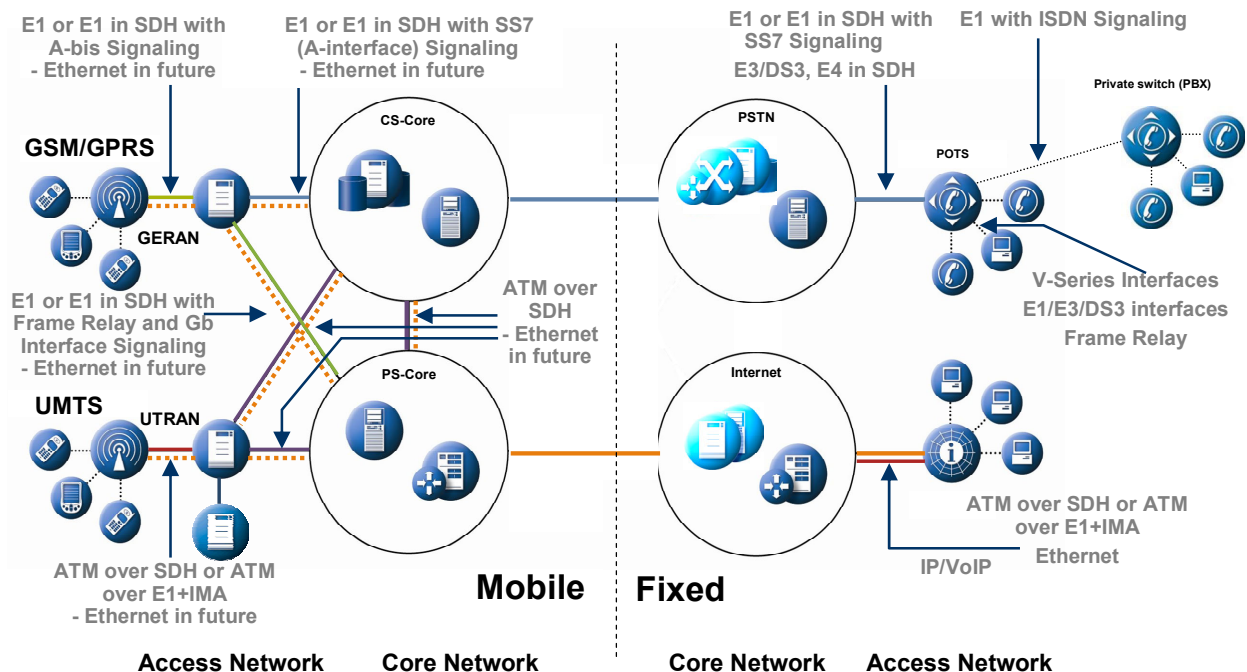 E1 or E1 in SDH with
A-bis Signaling
- Ethernet in future
E1 or E1 in SDH with SS7
(A-interface) Signaling
- Ethernet in future
E1 or E1 in SDH with
SS7 Signaling
E3/DS3, E4 in SDH
E1 with ISDN Signaling
Private switch (PBX)
CS-Core
PSTN
POTS
GSM/GPRS
GERAN
E1 or E1 in SDH with
Frame Relay and Gb
Interface Signaling
- Ethernet in future
ATM over
SDH
- Ethernet
in future
V-Series Interfaces
E1/E3/DS3 interfaces
Frame Relay
PS-Core
Internet
UMTS
UTRAN
i
ATM over SDH or ATM
over E1+IMA
- Ethernet in future
ATM over SDH or ATM
over E1+IMA
Ethernet
IP/VoIP
Mobile
Fixed
Access Network
Core Network
Core Network
Access Network